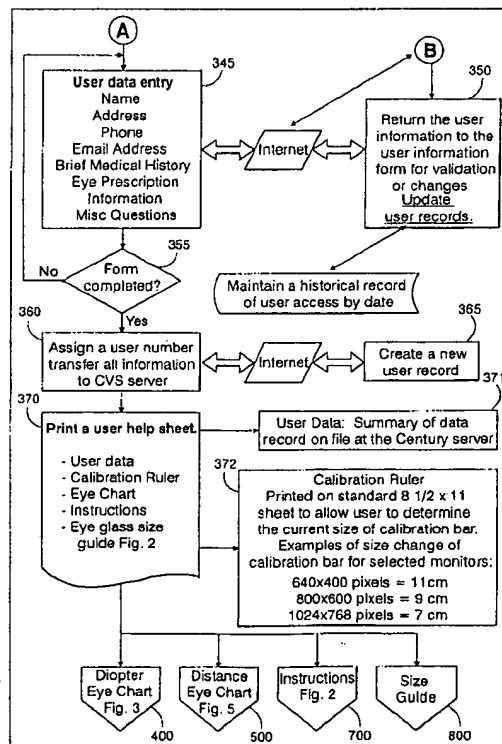 A
B
345
User data entry
Name
Address
Phone
Email Address
Brief Medical History
Eye Prescription
Information
Misc Questions
Internet
350
Return the user
information to the
user information
form for validation
or changes
Update
user records.
355
Form
completed?
No
Yes
Maintain a historical record
of user access by date
360
Assign a user number
transfer all information
to CVS server
Internet
365
Create a new
user record
370
Print a user help sheet.
- User data
- Calibration Ruler
- Eye Chart
- Instructions
- Eye glass size
guide Fig. 2
371
User Data: Summary of data
record on file at the Century server
372
Calibration Ruler
Printed on standard 8 1/2 x 11
sheet to allow user to determine
the current size of calibration bar.
Examples of size change of
calibration bar for selected monitors:
640x400 pixels = 11cm
800x600 pixels = 9 cm
1024x768 pixels = 7 cm
Diopter
Eye Chart
Fig. 3
400
Distance
Eye Chart
Fig. 5
500
Instructions
Fig. 2
700
Size
Guide
800